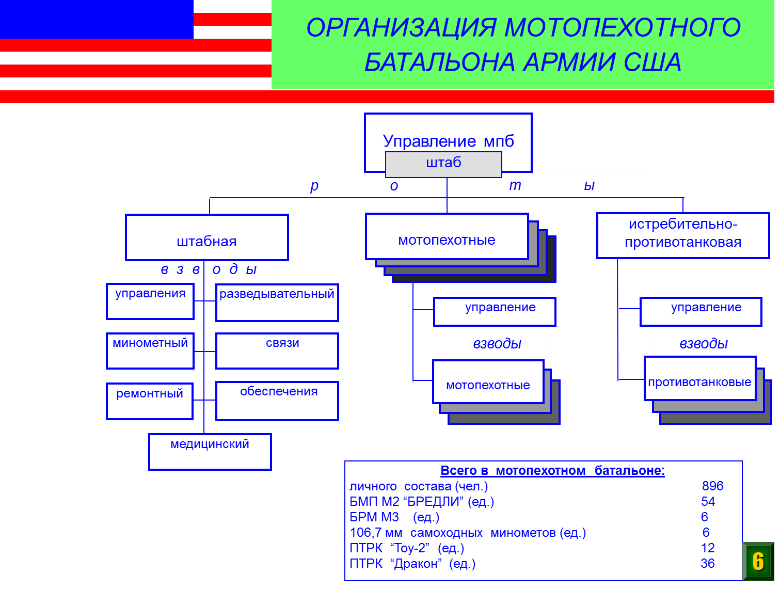 ОРГАНИЗАЦИЯ МОТОПЕХОТНОГО
БАТАЛЬОНА АРМИИ США
Управление мпб
штаб
р о т ы
штабная
мотопехотные
истребительно-
противотанковая
в з в о д ы
управления
разведывательный
минометный
связи
ремонтный
обеспечения
медицинский
управление
взводы
мотопехотные
управление
взводы
противотанковые
Всего в мотопехотном батальоне:
личного состава (чел.) 896
БМП М2 “БРЕДЛИ” (ед.) 54
БРМ М3 (ед.) 6
106,7 мм самоходных минометов (ед.) 6
ПТРК “Тоу-2” (ед.) 12
ПТРК “Дракон” (ед.) 36
6